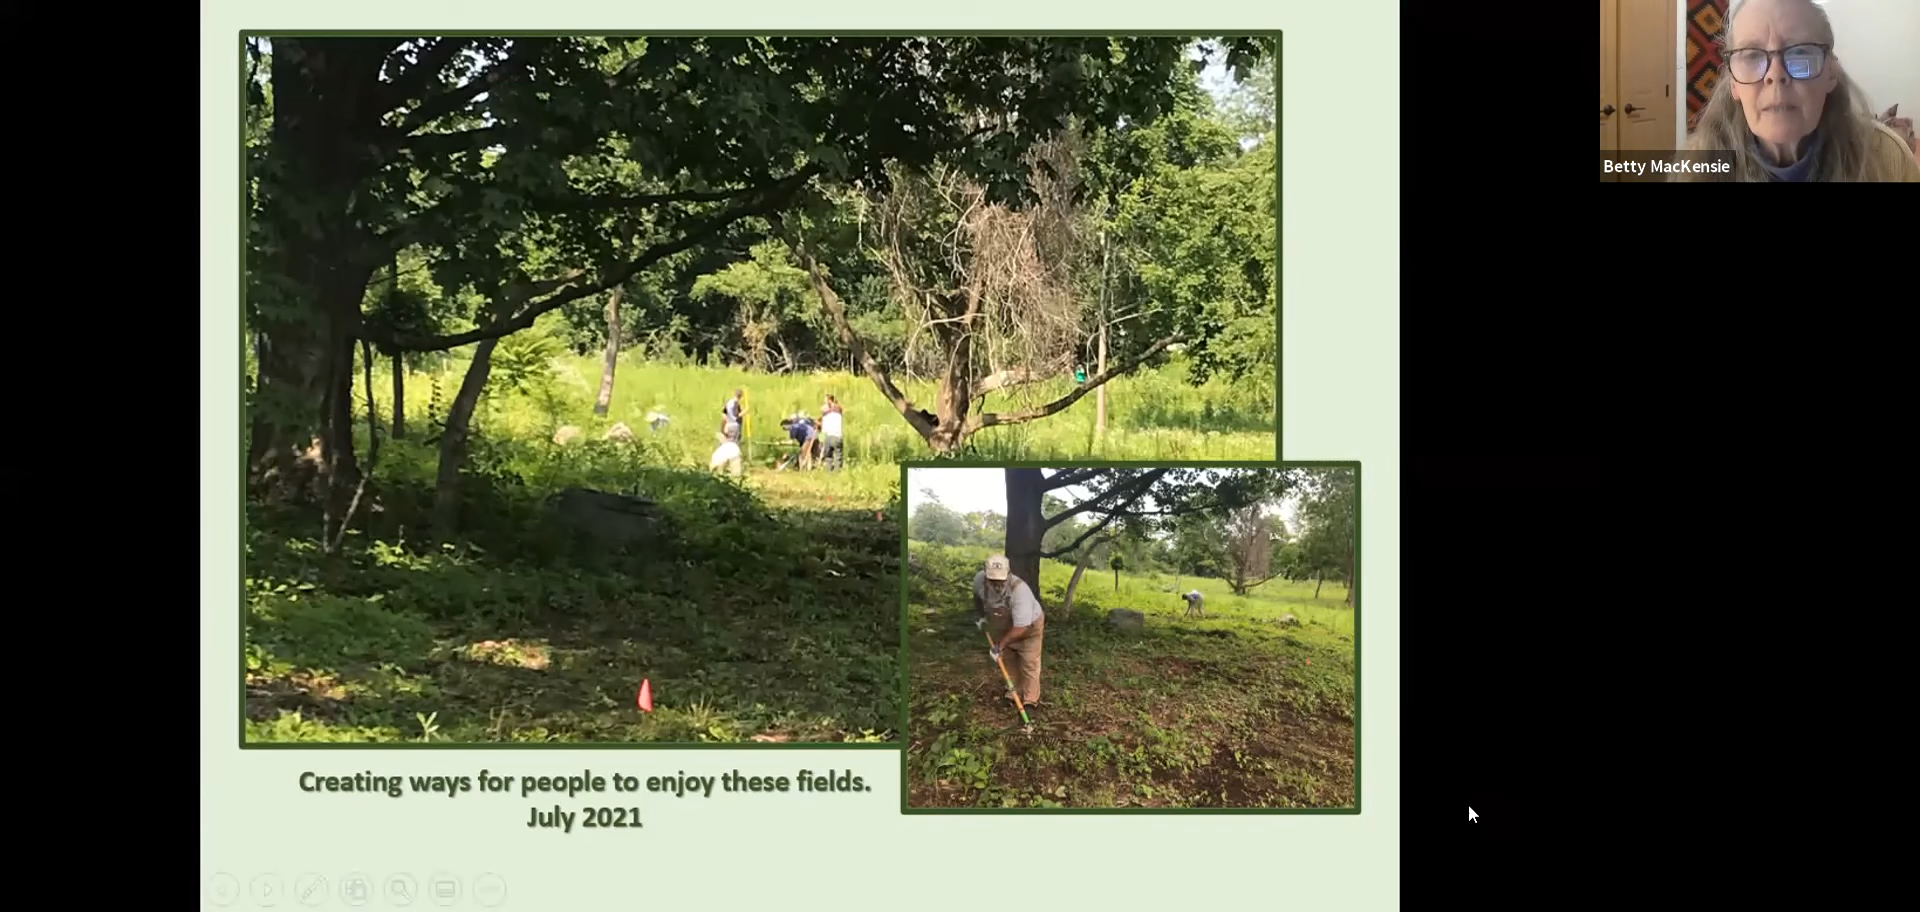 Betty MacKensie
Creating ways for people to enjoy these fields.
July 2021